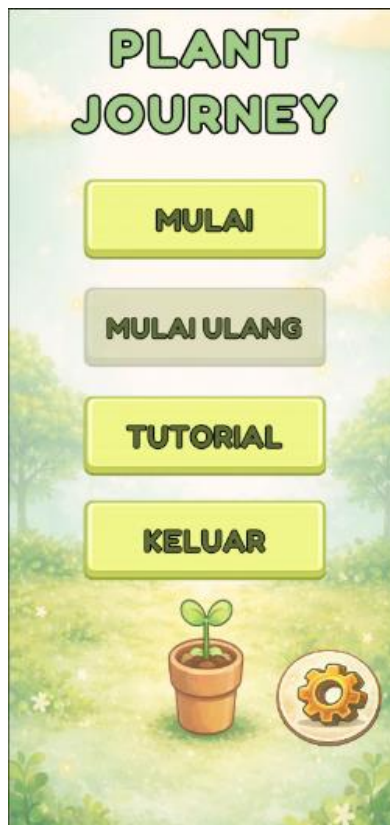 PLANT
JOURNEY
MULAI
MULAI ULANG
TUTORIAL
KELUAR